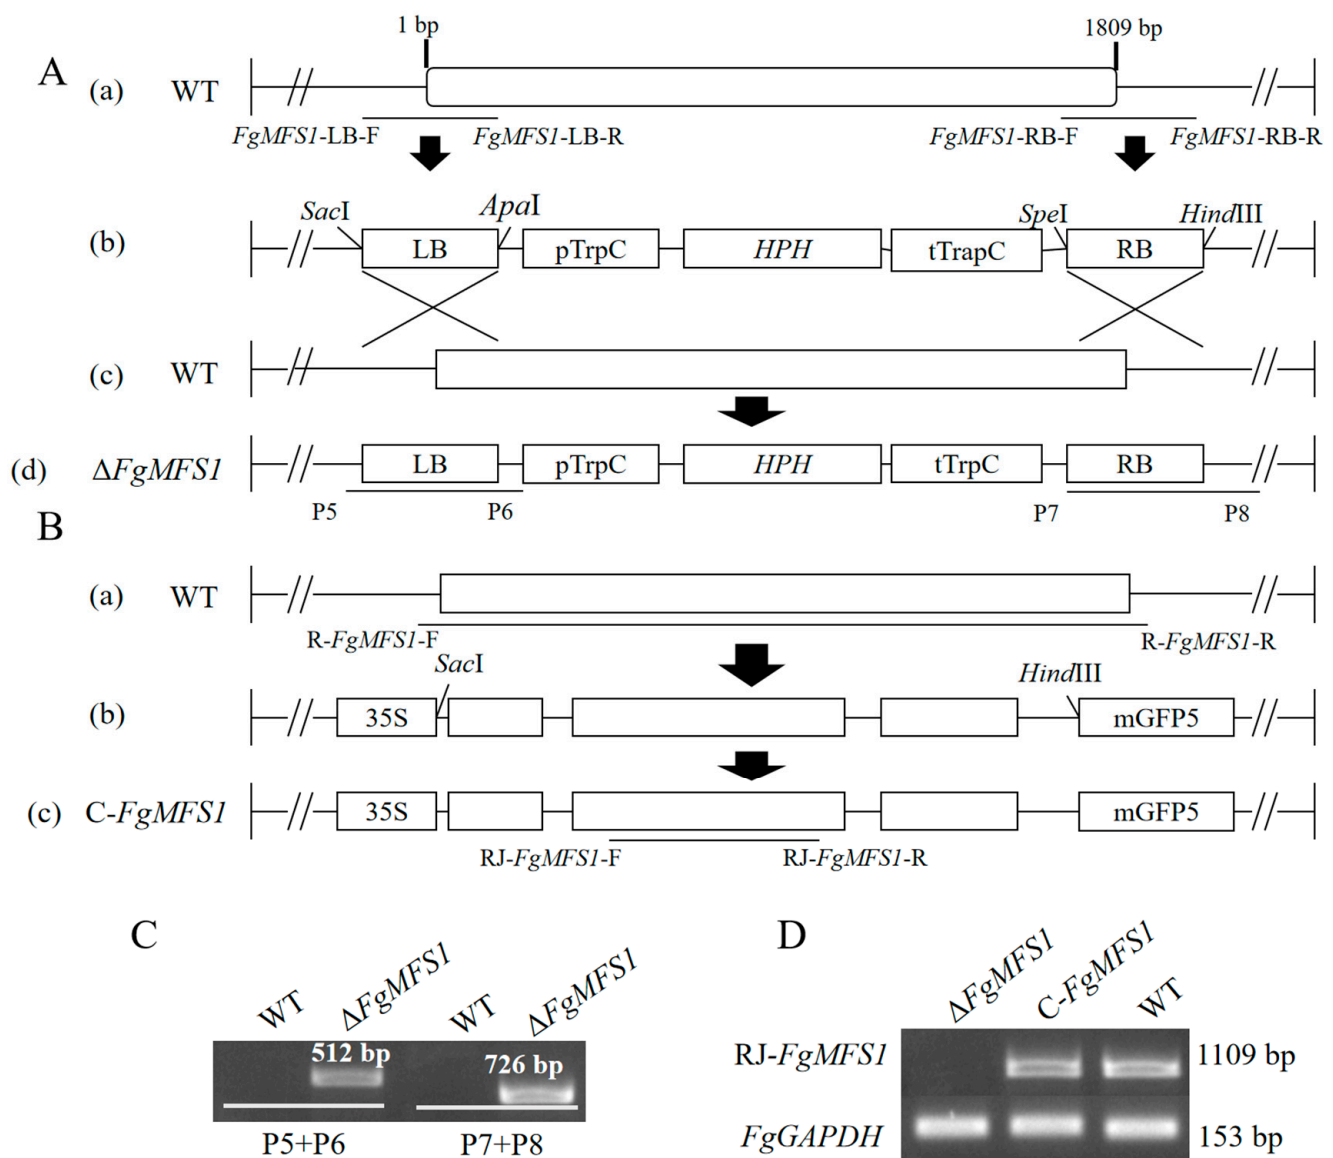 1 bp 1809 bp
A (a) WT
FgMFS1-LB-F FgMFS1-LB-R FgMFS1-RB-F FgMFS1-RB-R
SacI ApaI SpeI HindIII
(b) LB pTrpC HPH tTrapC RB
(c) WT
(d) ΔFgMFS1 LB pTrpC HPH tTrpC RB
P5 P6 P7 P8
B
(a) WT
R-FgMFS1-F R-FgMFS1-R
SacI HindIII
(b) 35S mGFP5
(c) C-FgMFS1 35S mGFP5
RJ-FgMFS1-F RJ-FgMFS1-R
C
WT ΔFgMFS1 WT ΔFgMFS1
512 bp 726 bp
P5+P6 P7+P8
D
ΔFgMFS1 C-FgMFS1 WT
RJ-FgMFS1 1109 bp
FgGAPDH 153 bp